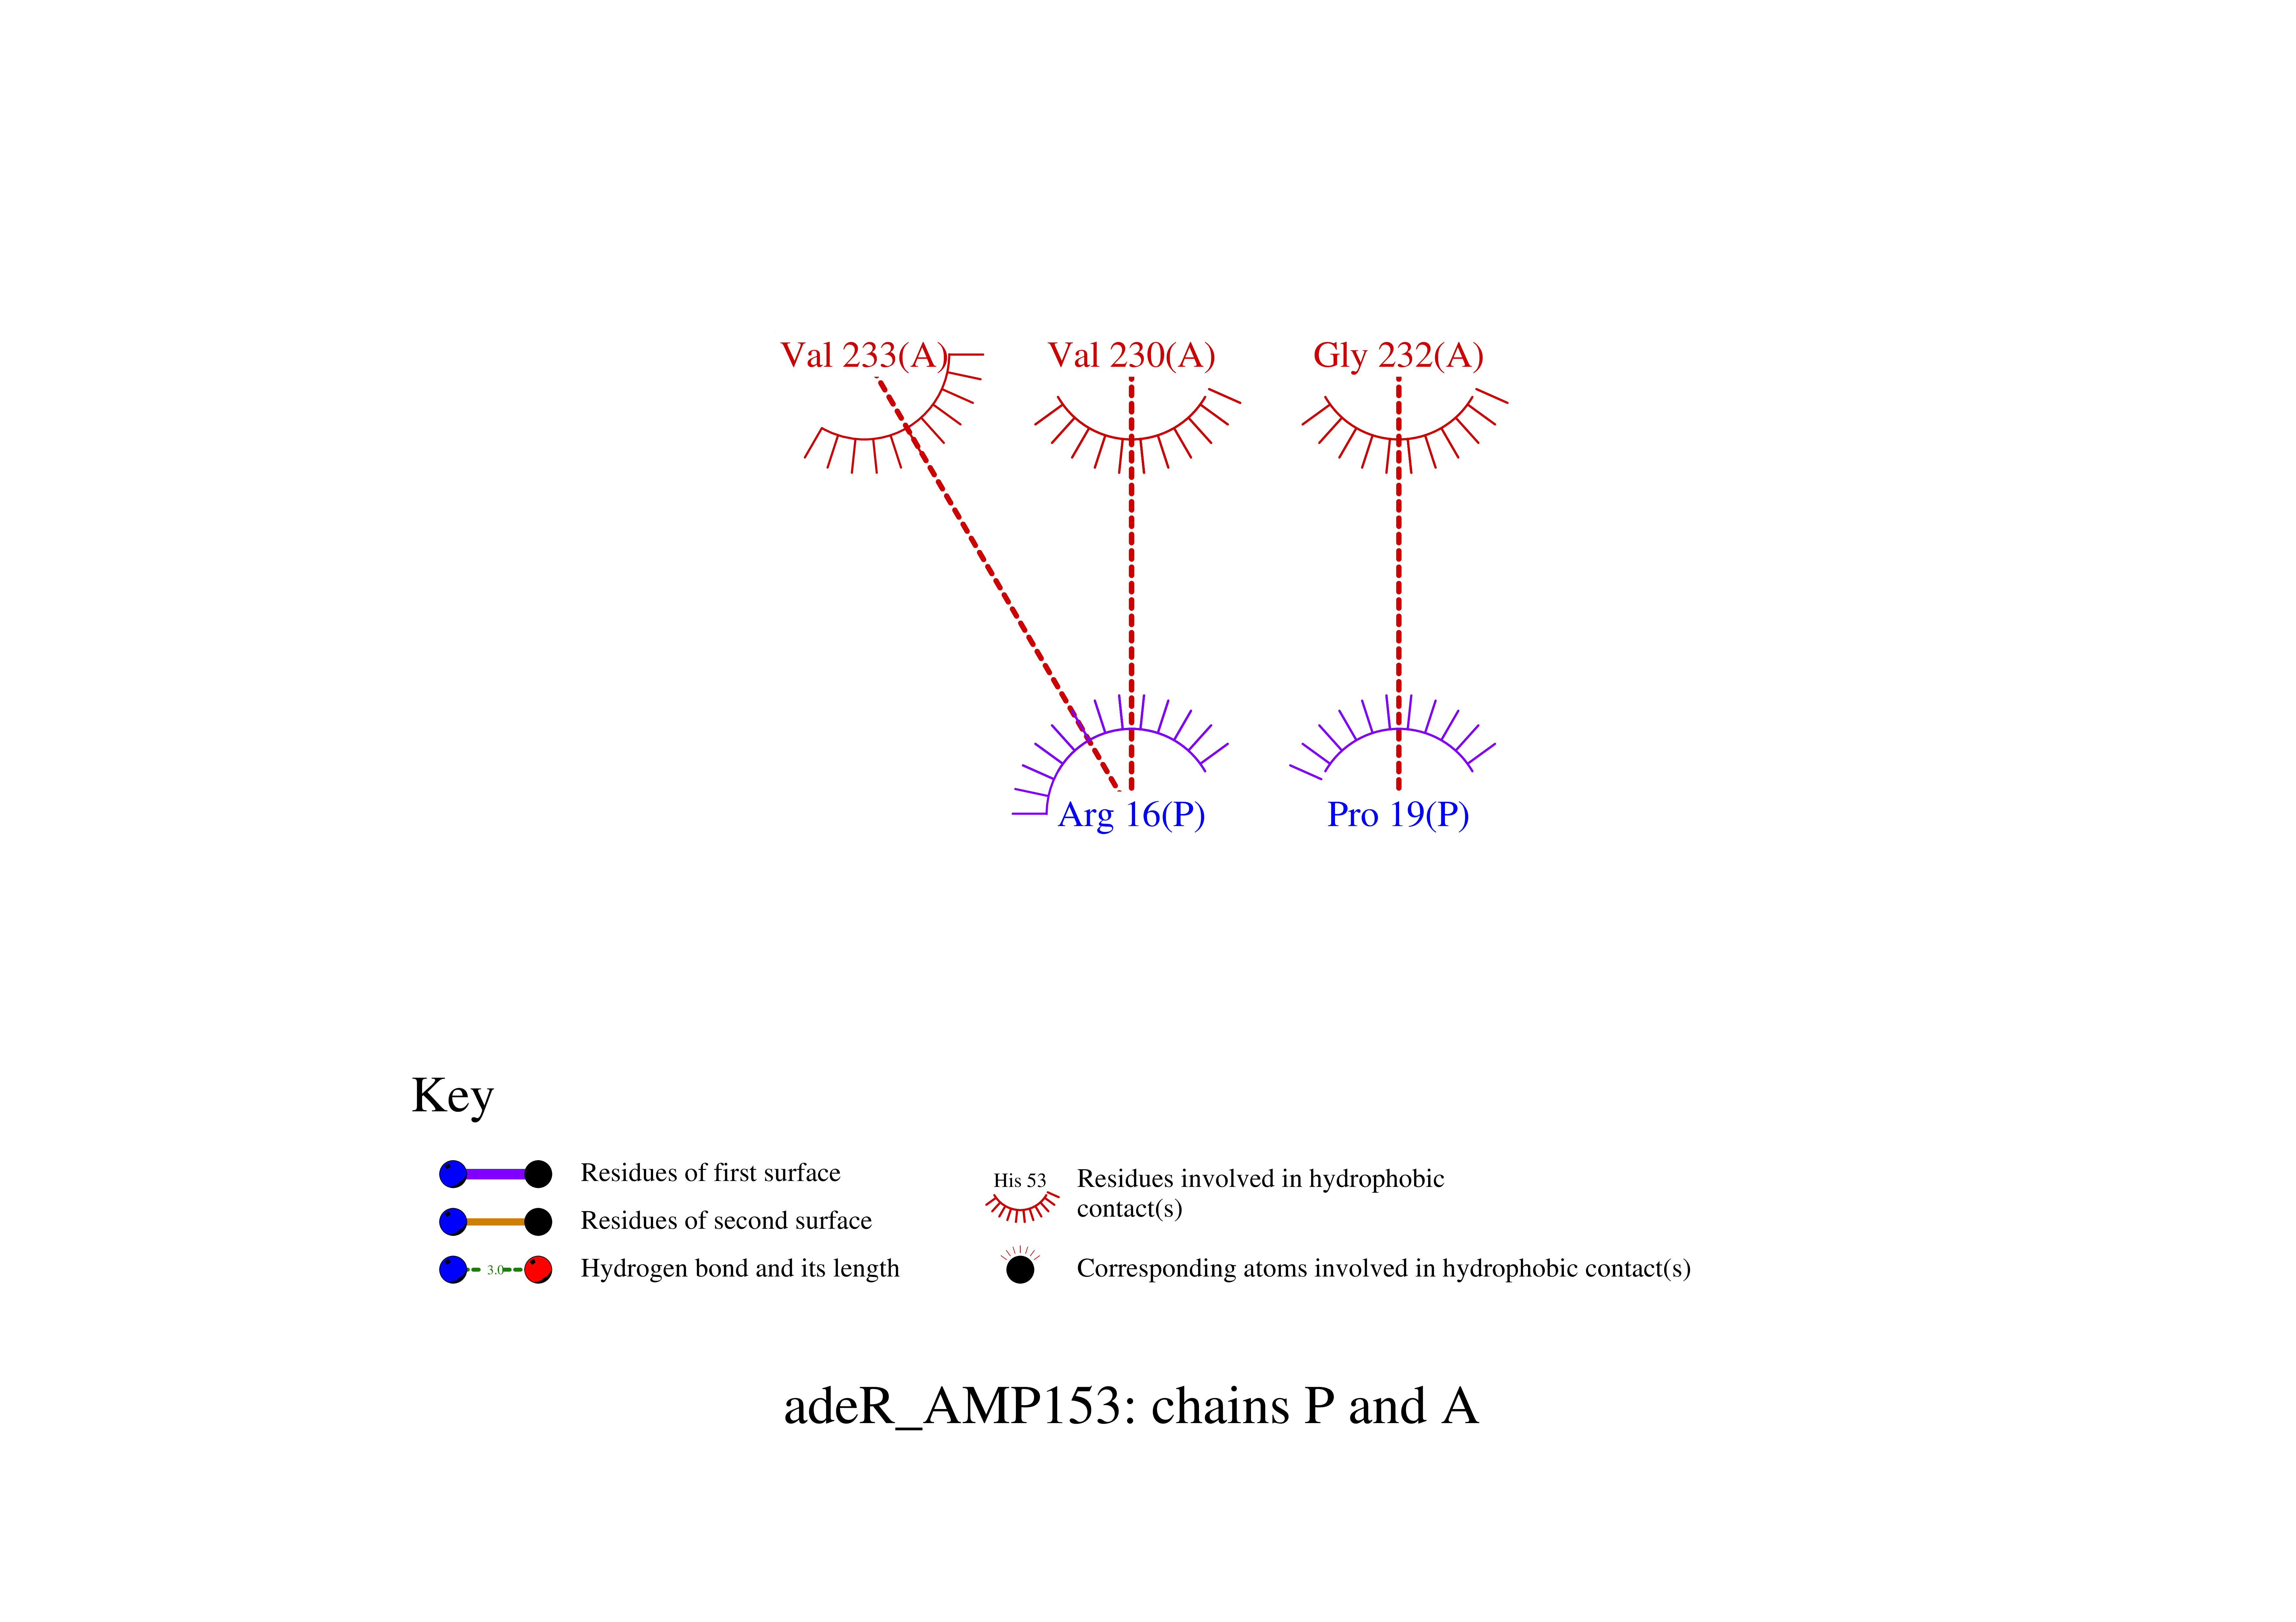 Val 233(A) Val 230(A) Gly 232(A)
Arg 16(P) Pro 19(P)
Key
Residues of first surface
Residues of second surface
3.0 Hydrogen bond and its length
His 53 Residues involved in hydrophobic
contact(s)
Corresponding atoms involved in hydrophobic contact(s)
adeR_AMP153: chains P and A